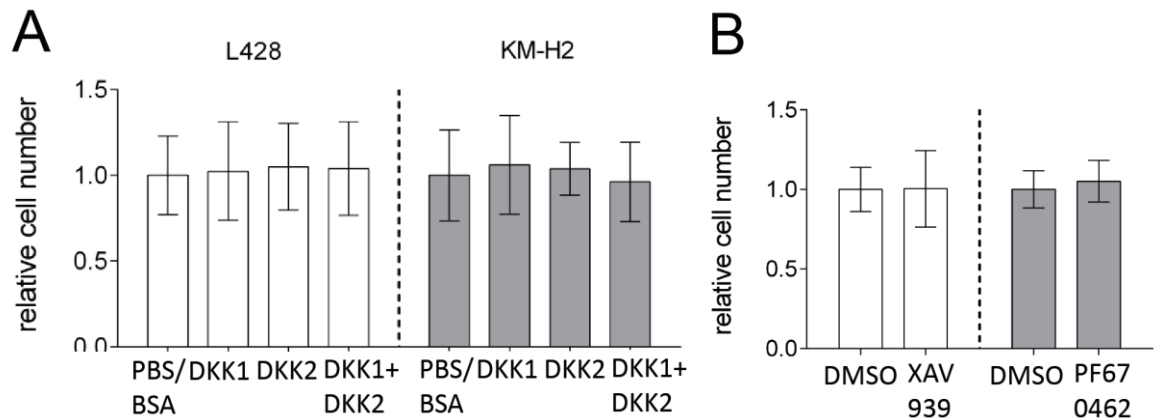 A
L428
KM-H2
relative cell number
1.5
1.0
0.5
0.0
PBS/ DKK1 DKK2 DKK1+
BSA DKK2
PBS/ DKK1 DKK2 DKK1+
BSA DKK2
B
relative cell number
1.5
1.0
0.5
0.0
DMSO XAV
939
DMSO PF67
0462